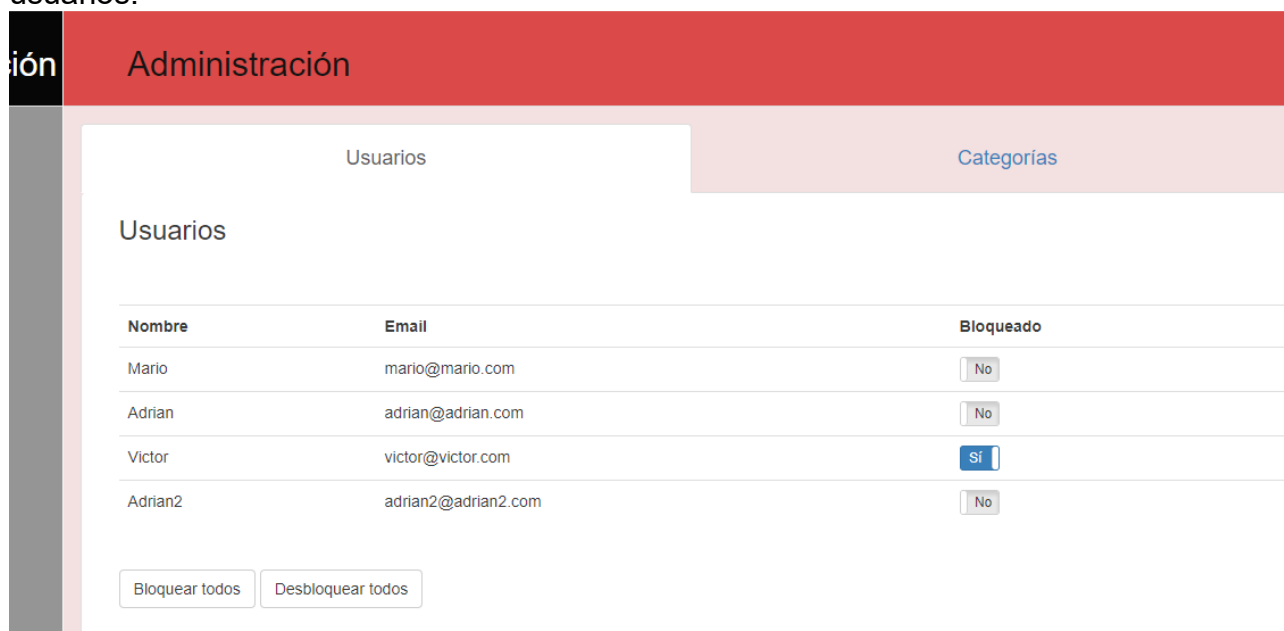 usuarios.
ión Administración
Usuarios Categorías
Usuarios
Nombre Email Bloqueado
Mario mario@mario.com No
Adrian adrian@adrian.com No
Victor victor@victor.com Sí
Adrian2 adrian2@adrian2.com No
Bloquear todos Desbloquear todos